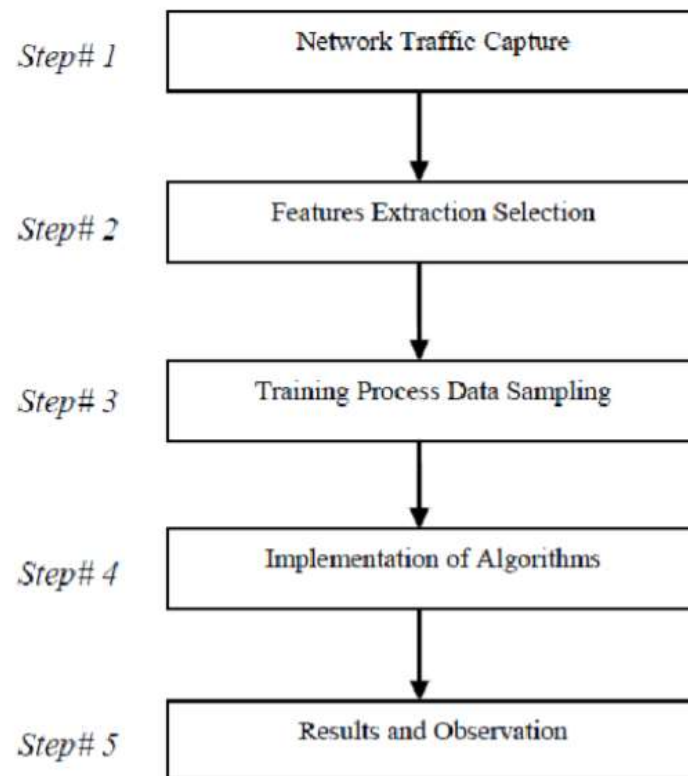 Step# 1
Network Traffic Capture
Step# 2
Features Extraction Selection
Step# 3
Training Process Data Sampling
Step# 4
Implementation of Algorithms
Step# 5
Results and Observation